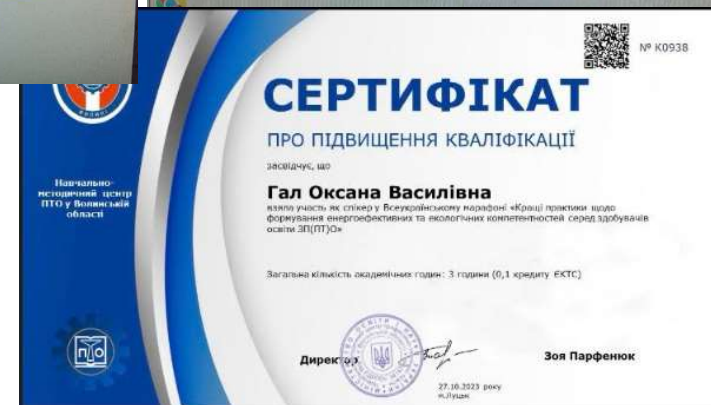 № К0938
СЕРТИФІКАТ
ПРО ПІДВИЩЕННЯ КВАЛІФІКАЦІЇ
засвідчує, що
Гал Оксана Василівна
взяла участь як спікер у Всеукраїнському марафоні «Кращі практики щодо
формування енергоефективних та екологічних компетентностей серед здобувачів
освіти ЗП(ПТ)О»
Загальна кількість академічних годин: 3 години (0,1 кредиту ЄКТС)
Навчально-
методичний центр
ПТО у Волинській
області
Директор
Зоя Парфенюк
27.10.2023 року
м.Луцьк